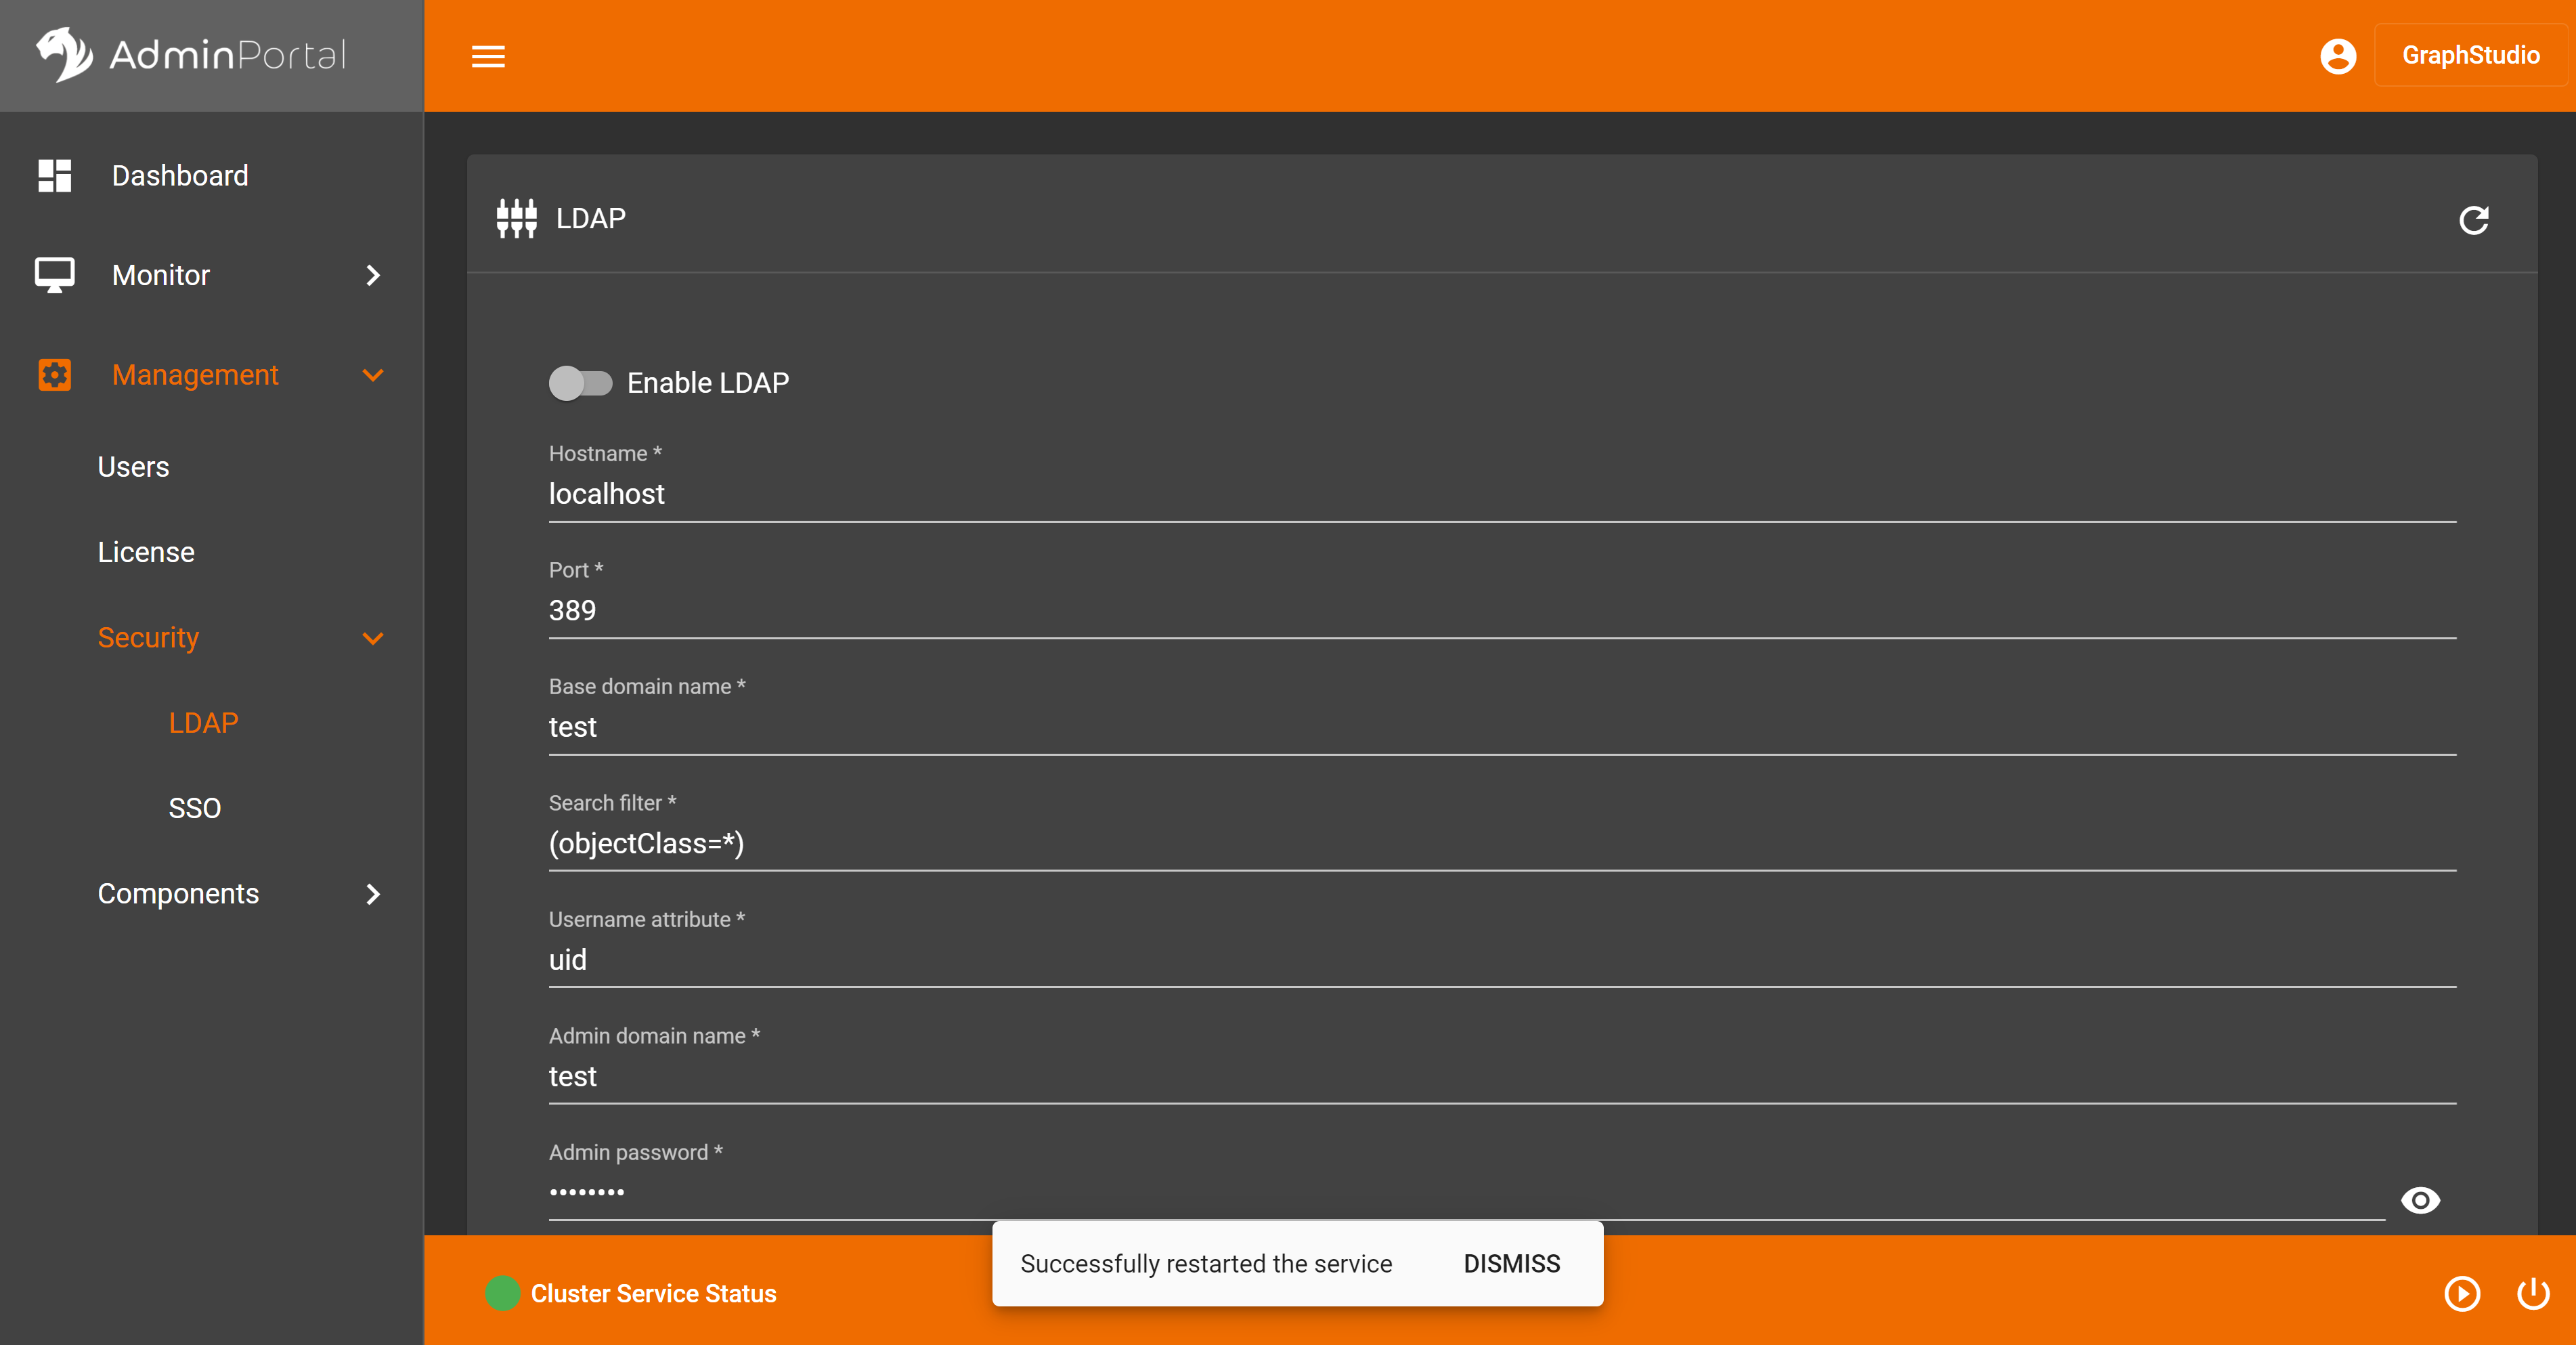 AdminPortal
GraphStudio
Dashboard
Monitor
Management
Users
License
Security
LDAP
SSO
Components
LDAP
Enable LDAP
Hostname *
localhost
Port *
389
Base domain name *
test
Search filter *
(objectClass=*)
Username attribute *
uid
Admin domain name *
test
Admin password *
••••••••
Successfully restarted the service DISMISS
Cluster Service Status